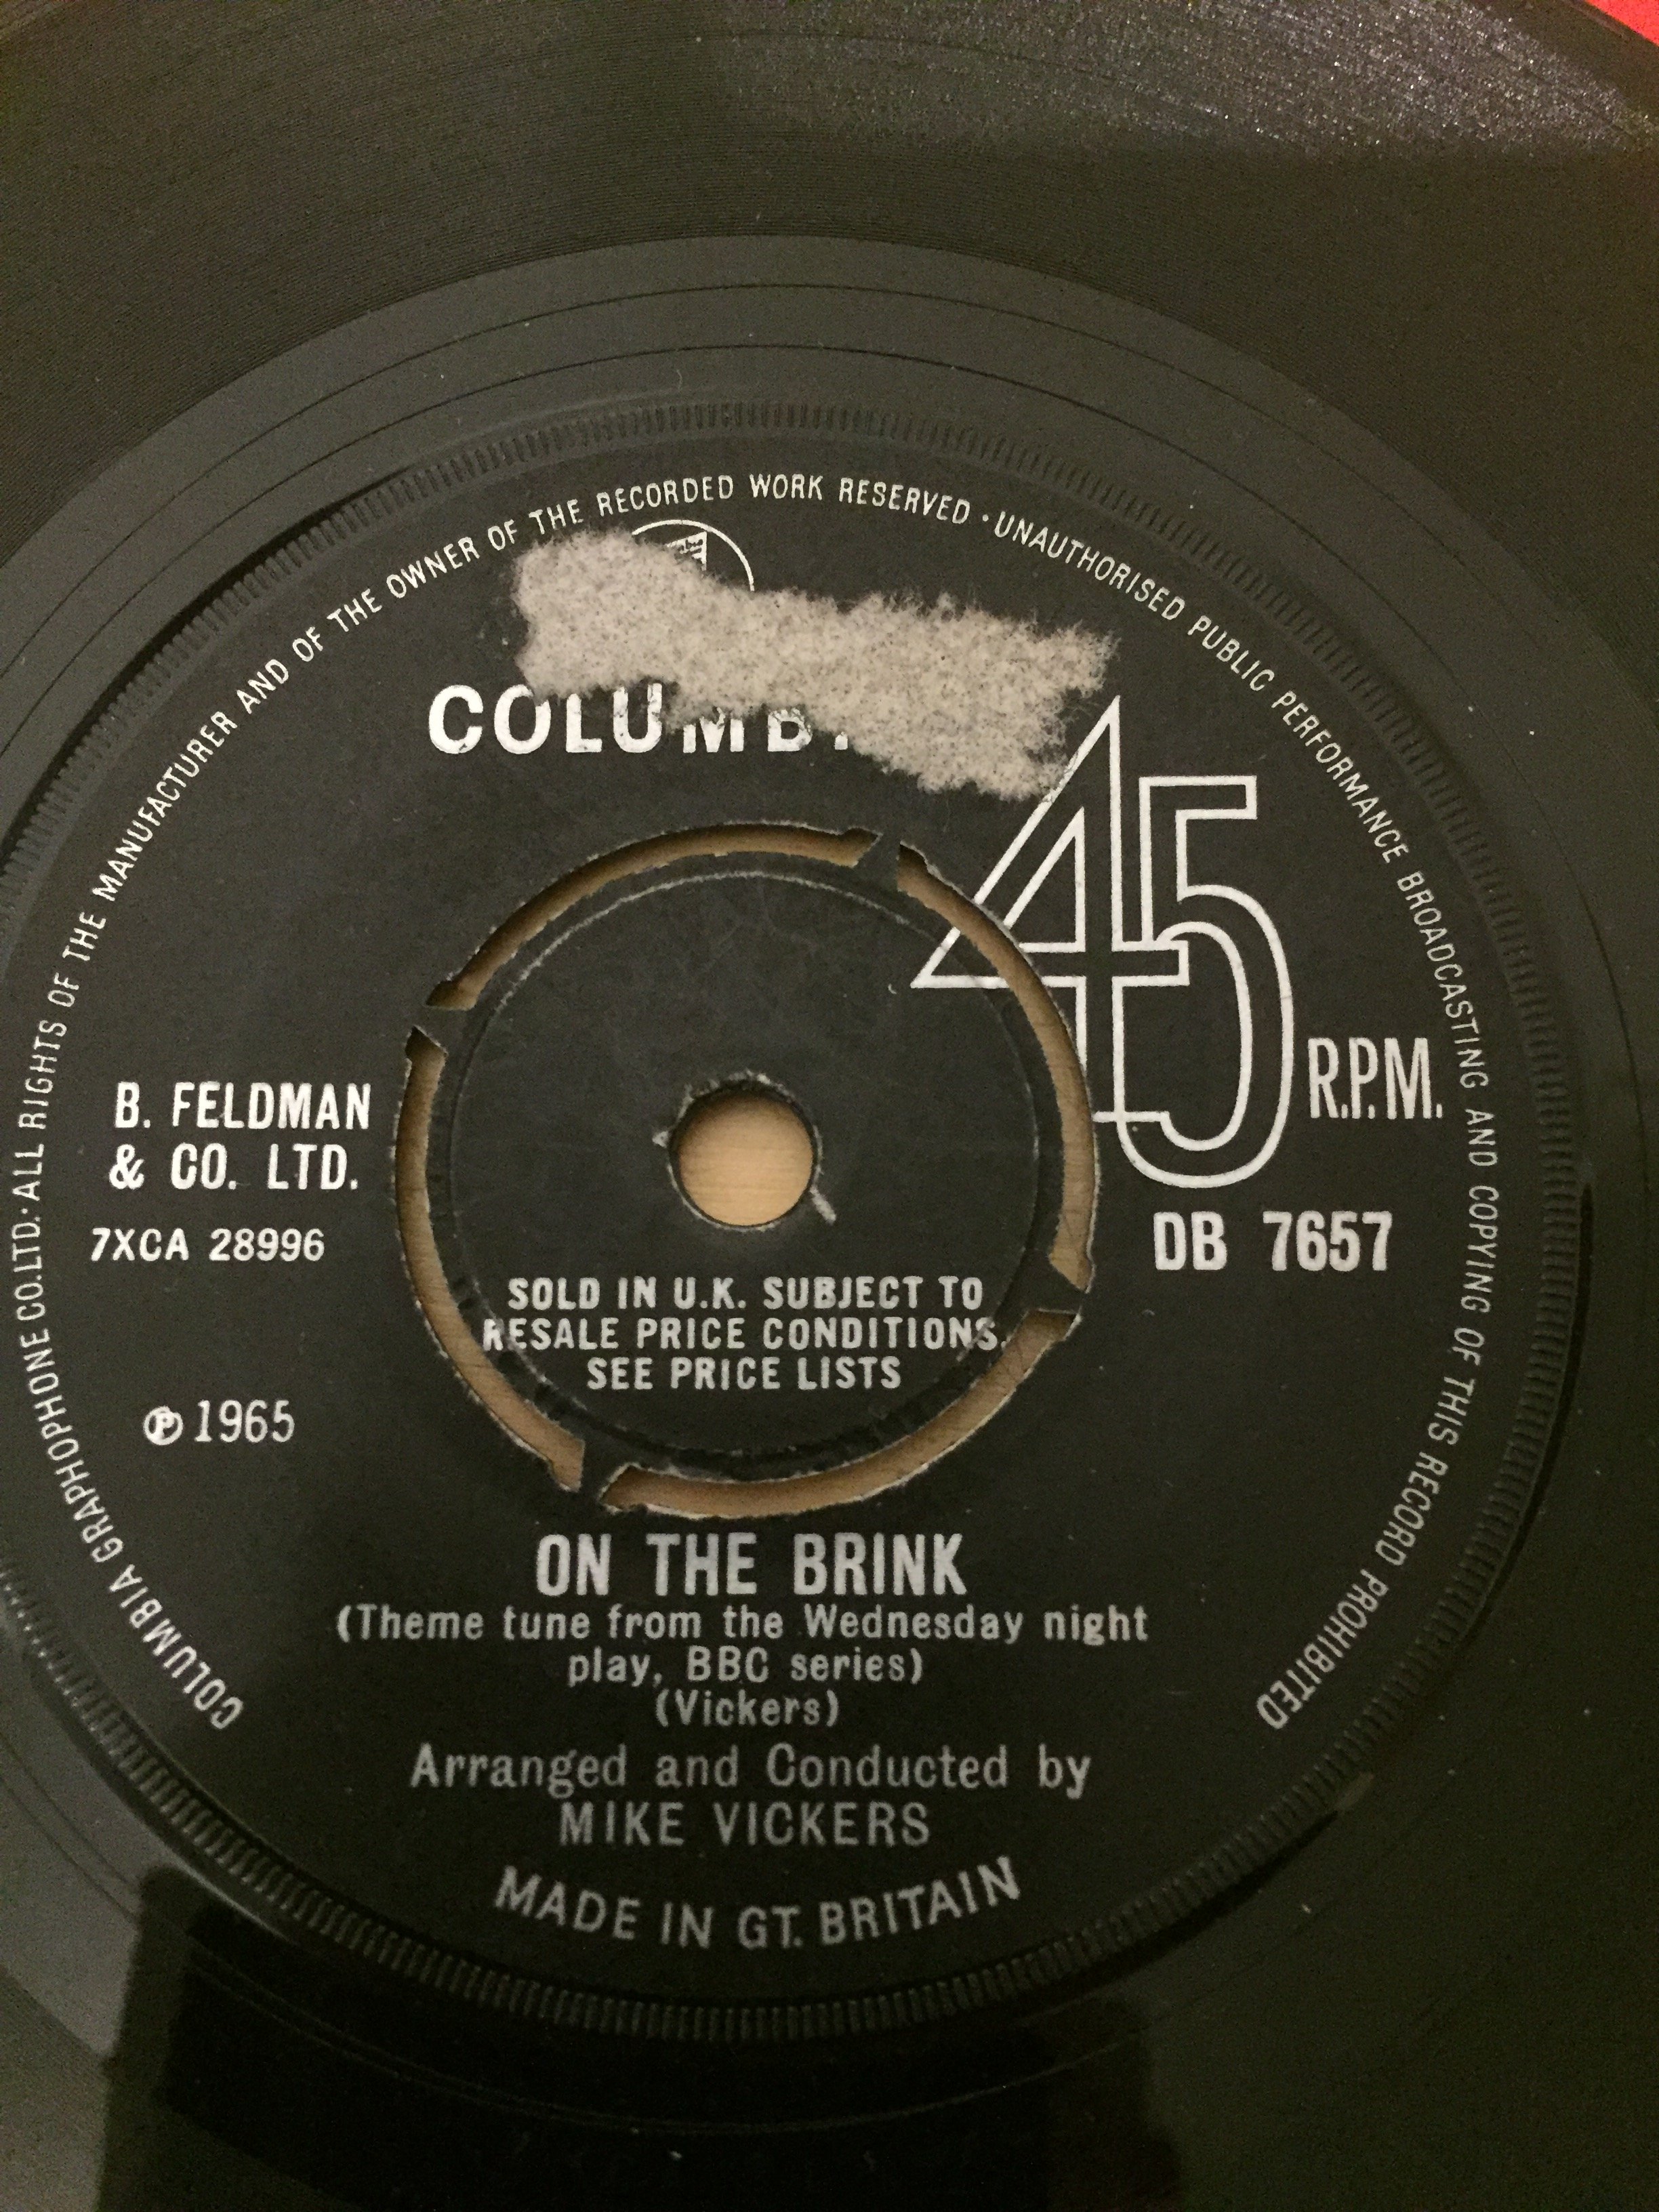 COLUMBIA GRAPHOPHONE CO.LTD. · ALL RIGHTS OF THE MANUFACTURER AND OF THE OWNER OF THE RECORDED WORK RESERVED · UNAUTHORISED PUBLIC PERFORMANCE BROADCASTING AND COPYING OF THIS RECORD PROHIBITED
COLUMB
45 R.P.M.
B. FELDMAN
& CO. LTD.
7XCA 28996
DB 7657
SOLD IN U.K. SUBJECT TO
RESALE PRICE CONDITIONS.
SEE PRICE LISTS
℗ 1965
ON THE BRINK
(Theme tune from the Wednesday night
play, BBC series)
(Vickers)
Arranged and Conducted by
MIKE VICKERS
MADE IN GT. BRITAIN